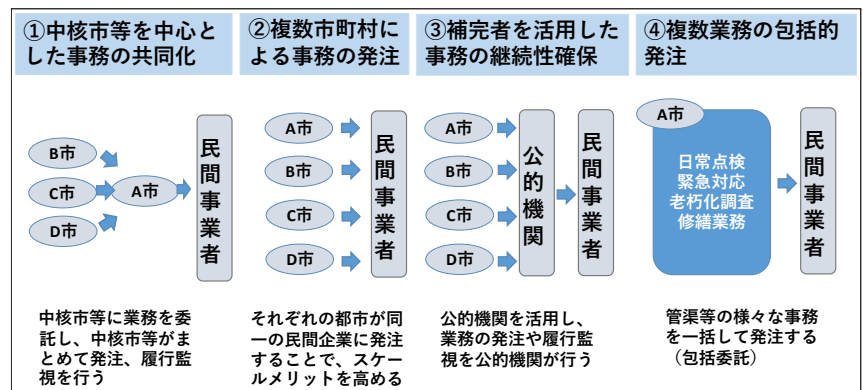 ①中核市等を中心と
した事務の共同化
②複数市町村によ
る事務の発注
③補完者を活用した
事務の継続性確保
④複数業務の包括的
発注
B市
C市
D市
A市
民間事業者
A市
B市
C市
D市
民間事業者
A市
B市
C市
D市
公的機関
民間事業者
A市
日常点検
緊急対応
老朽化調査
修繕業務
民間事業者
中核市等に業務を委
託し、中核市等がま
とめて発注、履行監
視を行う
それぞれの都市が同
一の民間企業に発注
することで、スケー
ルメリットを高める
公的機関を活用し、
業務の発注や履行監
視を公的機関が行う
管渠等の様々な事務
を一括して発注する
（包括委託）